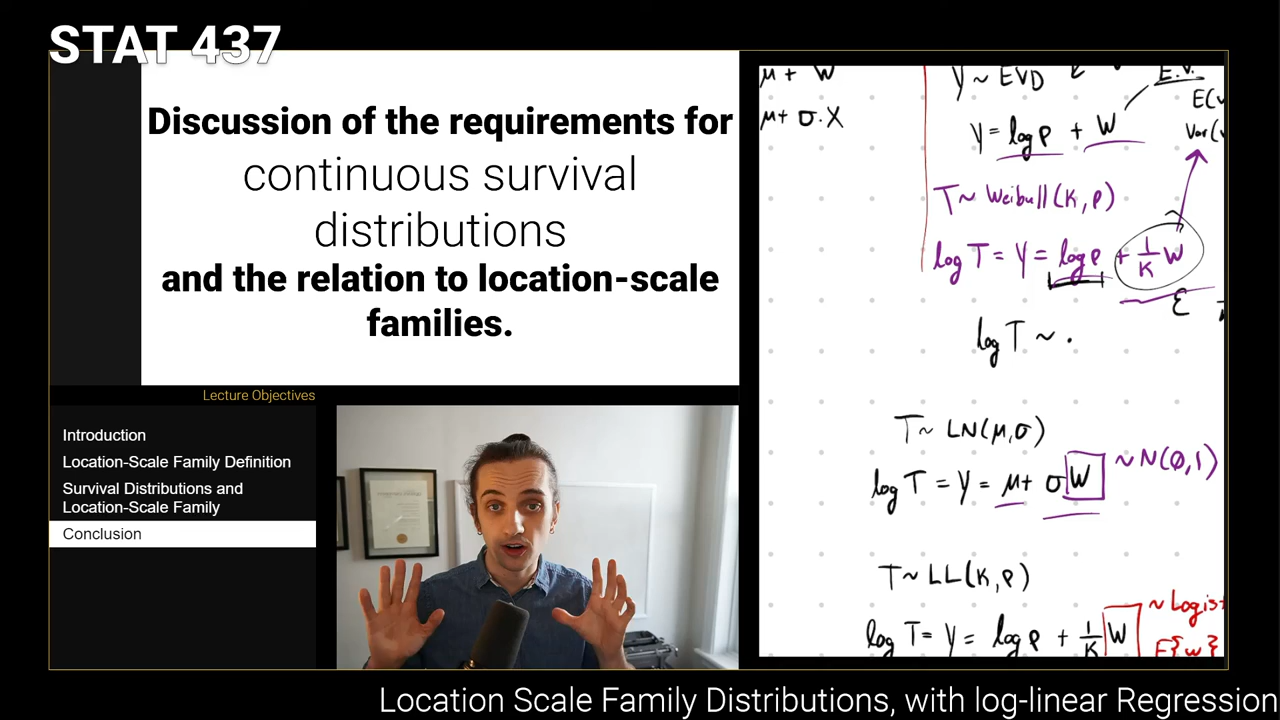 STAT 437
Discussion of the requirements for
continuous survival
distributions
and the relation to location-scale
families.
Lecture Objectives
Introduction
Location-Scale Family Definition
Survival Distributions and
Location-Scale Family
Conclusion
μ + W
μ + σ·X
Y ~ EVD
E.V.
E(
Y = log ρ + W
Var(
T ~ Weibull(κ, ρ)
log T = Y = log ρ + 1/κ W
ε
log T ~ .
T ~ LN(μ, σ)
log T = Y = μ + σ W ~ N(0,1)
T ~ LL(κ, ρ)
~ Logist
log T = Y = log ρ + 1/κ W
E{W}
Location Scale Family Distributions, with log-linear Regression